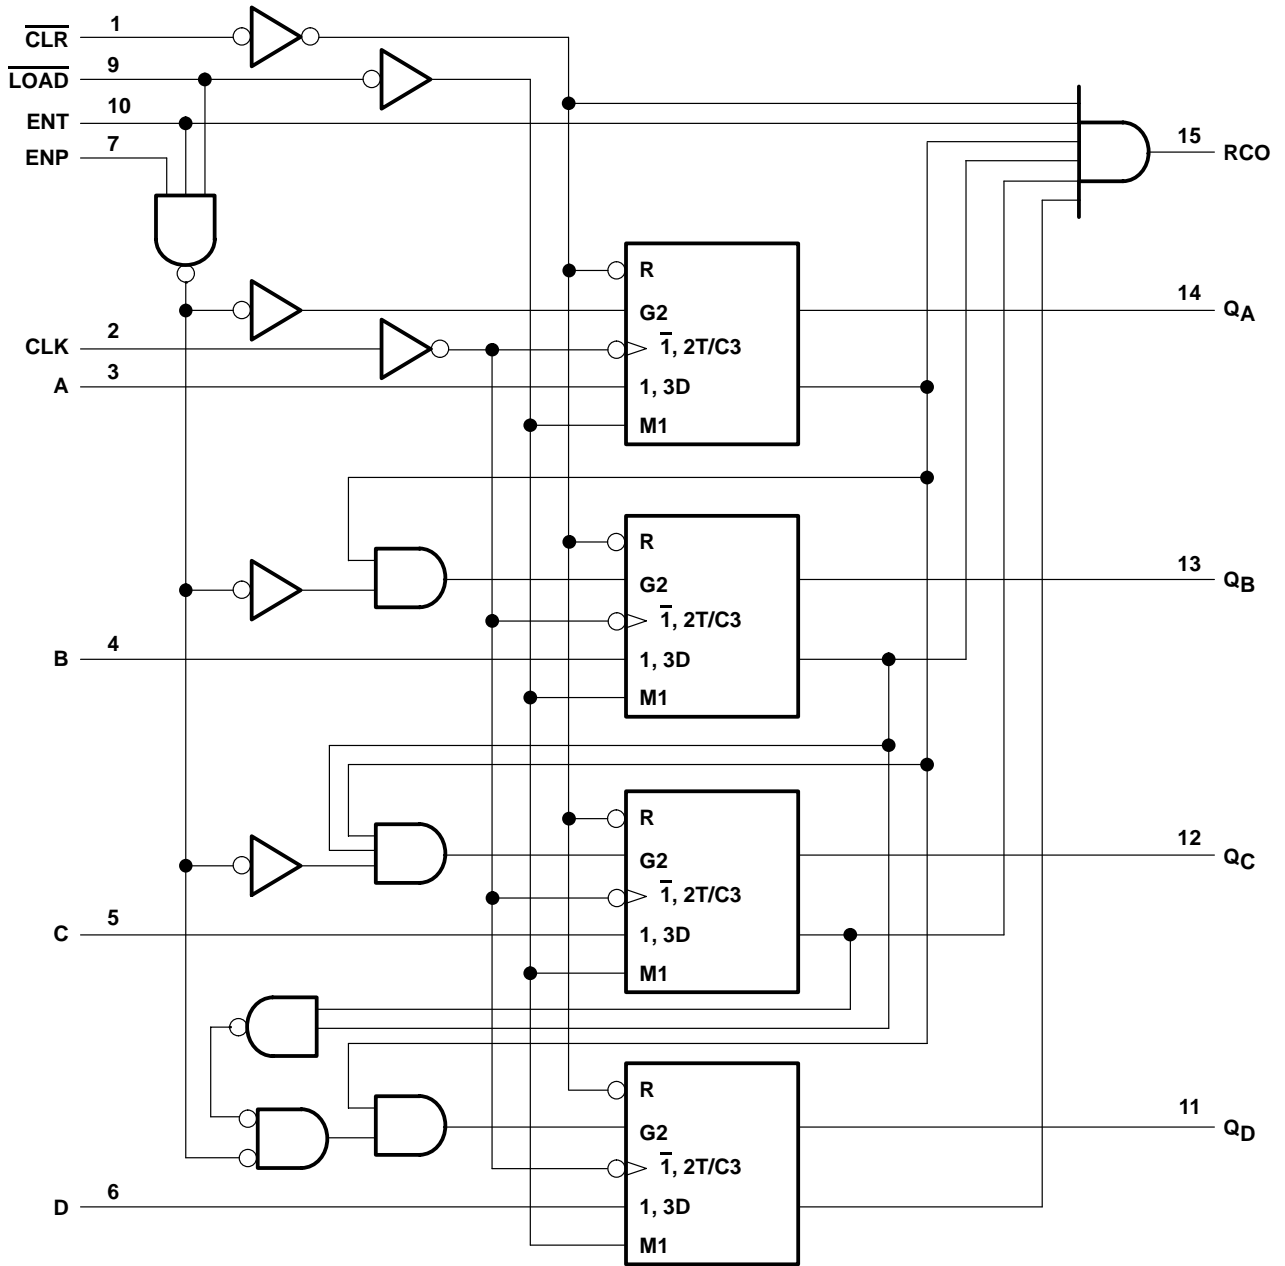 C̅L̅R̅ 1
L̅O̅A̅D̅ 9
ENT 10
ENP 7
15 RCO
R
G2
1̅, 2T/C3
1, 3D
M1
CLK 2
A 3
14 QA
R
G2
1̅, 2T/C3
1, 3D
M1
B 4
13 QB
R
G2
1̅, 2T/C3
1, 3D
M1
C 5
12 QC
R
G2
1̅, 2T/C3
1, 3D
M1
D 6
11 QD